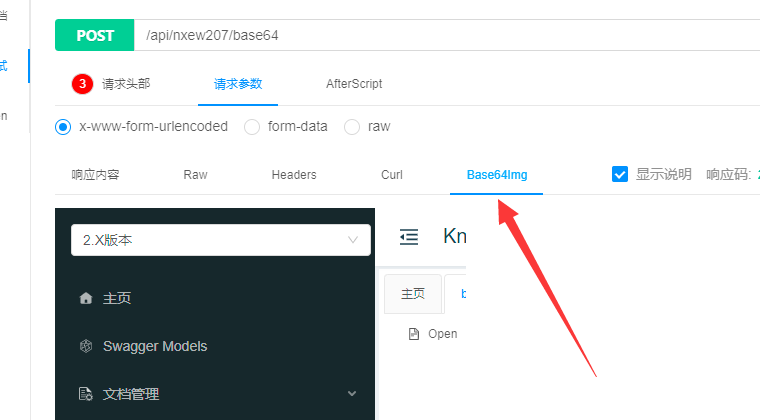 档
POST /api/nxew207/base64
试
3 请求头部 请求参数 AfterScript
n
x-www-form-urlencoded form-data raw
响应内容 Raw Headers Curl Base64Img 显示说明 响应码: 2
2.X版本
Kn
主页
主页 b
Open
Swagger Models
文档管理